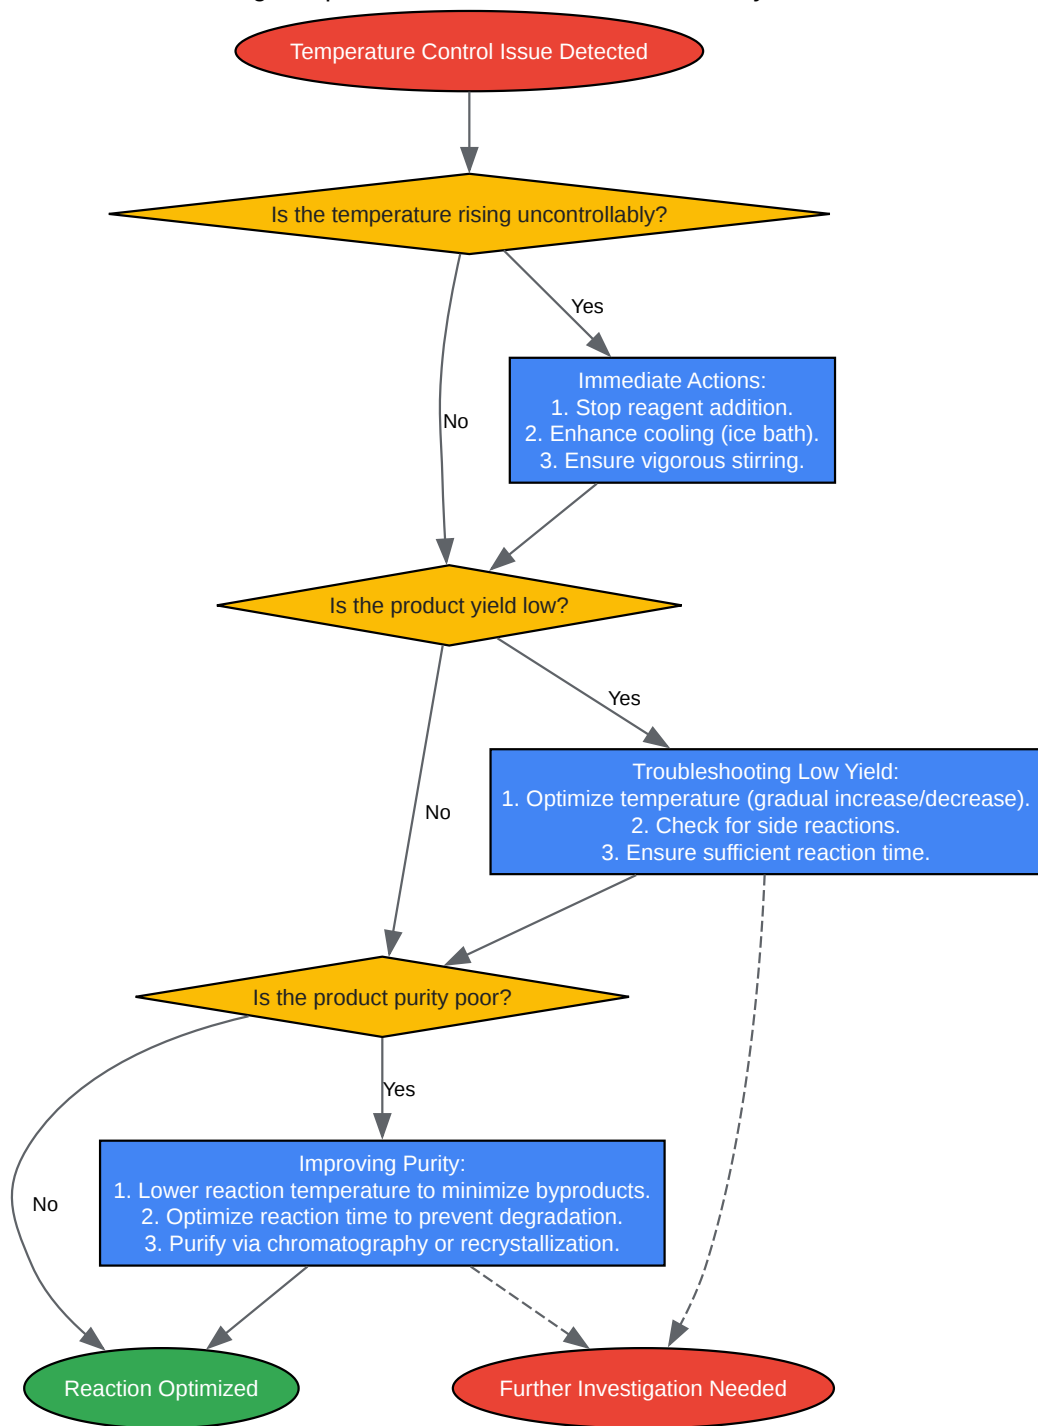 Temperature Control Issue Detected
Is the temperature rising uncontrollably?
Yes
Immediate Actions:
1. Stop reagent addition.
2. Enhance cooling (ice bath).
3. Ensure vigorous stirring.
No
Is the product yield low?
Yes
Troubleshooting Low Yield:
1. Optimize temperature (gradual increase/decrease).
2. Check for side reactions.
3. Ensure sufficient reaction time.
No
Is the product purity poor?
Yes
Improving Purity:
1. Lower reaction temperature to minimize byproducts.
2. Optimize reaction time to prevent degradation.
3. Purify via chromatography or recrystallization.
No
Reaction Optimized
Further Investigation Needed